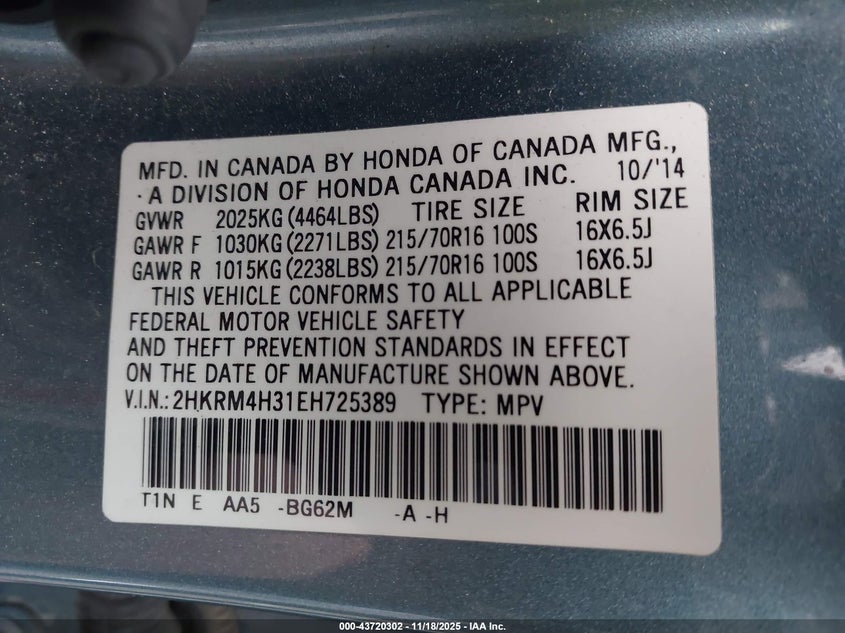 MFD. IN CANADA BY HONDA OF CANADA MFG.,
·A DIVISION OF HONDA CANADA INC. 10/'14
GVWR 2025KG (4464LBS) TIRE SIZE RIM SIZE
GAWR F 1030KG (2271LBS) 215/70R16 100S 16X6.5J
GAWR R 1015KG (2238LBS) 215/70R16 100S 16X6.5J
THIS VEHICLE CONFORMS TO ALL APPLICABLE
FEDERAL MOTOR VEHICLE SAFETY
AND THEFT PREVENTION STANDARDS IN EFFECT
ON THE DATE OF MANUFACTURE SHOWN ABOVE.
V.I.N.: 2HKRM4H31EH725389 TYPE: MPV
T1N E AA5 -BG62M -A -H
000-43720302 - 11/18/2025 - IAA Inc.